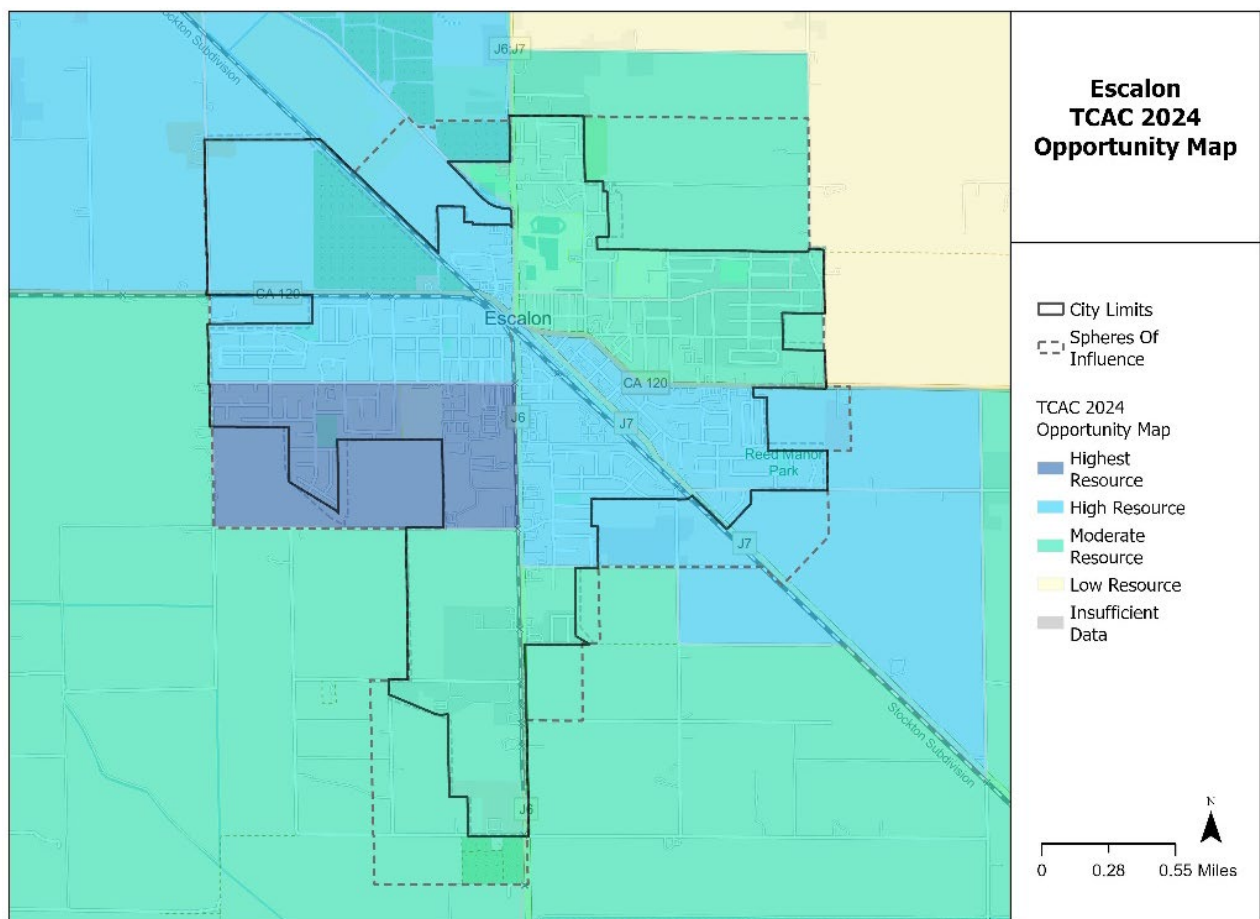 Stockton Subdivision
J6;J7
CA 120
Escalon
CA 120
J6
J7
Reed Manor
Park
J7
Stockton Subdivision
J6
Escalon
TCAC 2024
Opportunity Map
City Limits
Spheres Of
Influence
TCAC 2024
Opportunity Map
Highest
Resource
High Resource
Moderate
Resource
Low Resource
Insufficient
Data
N
0 0.28 0.55 Miles